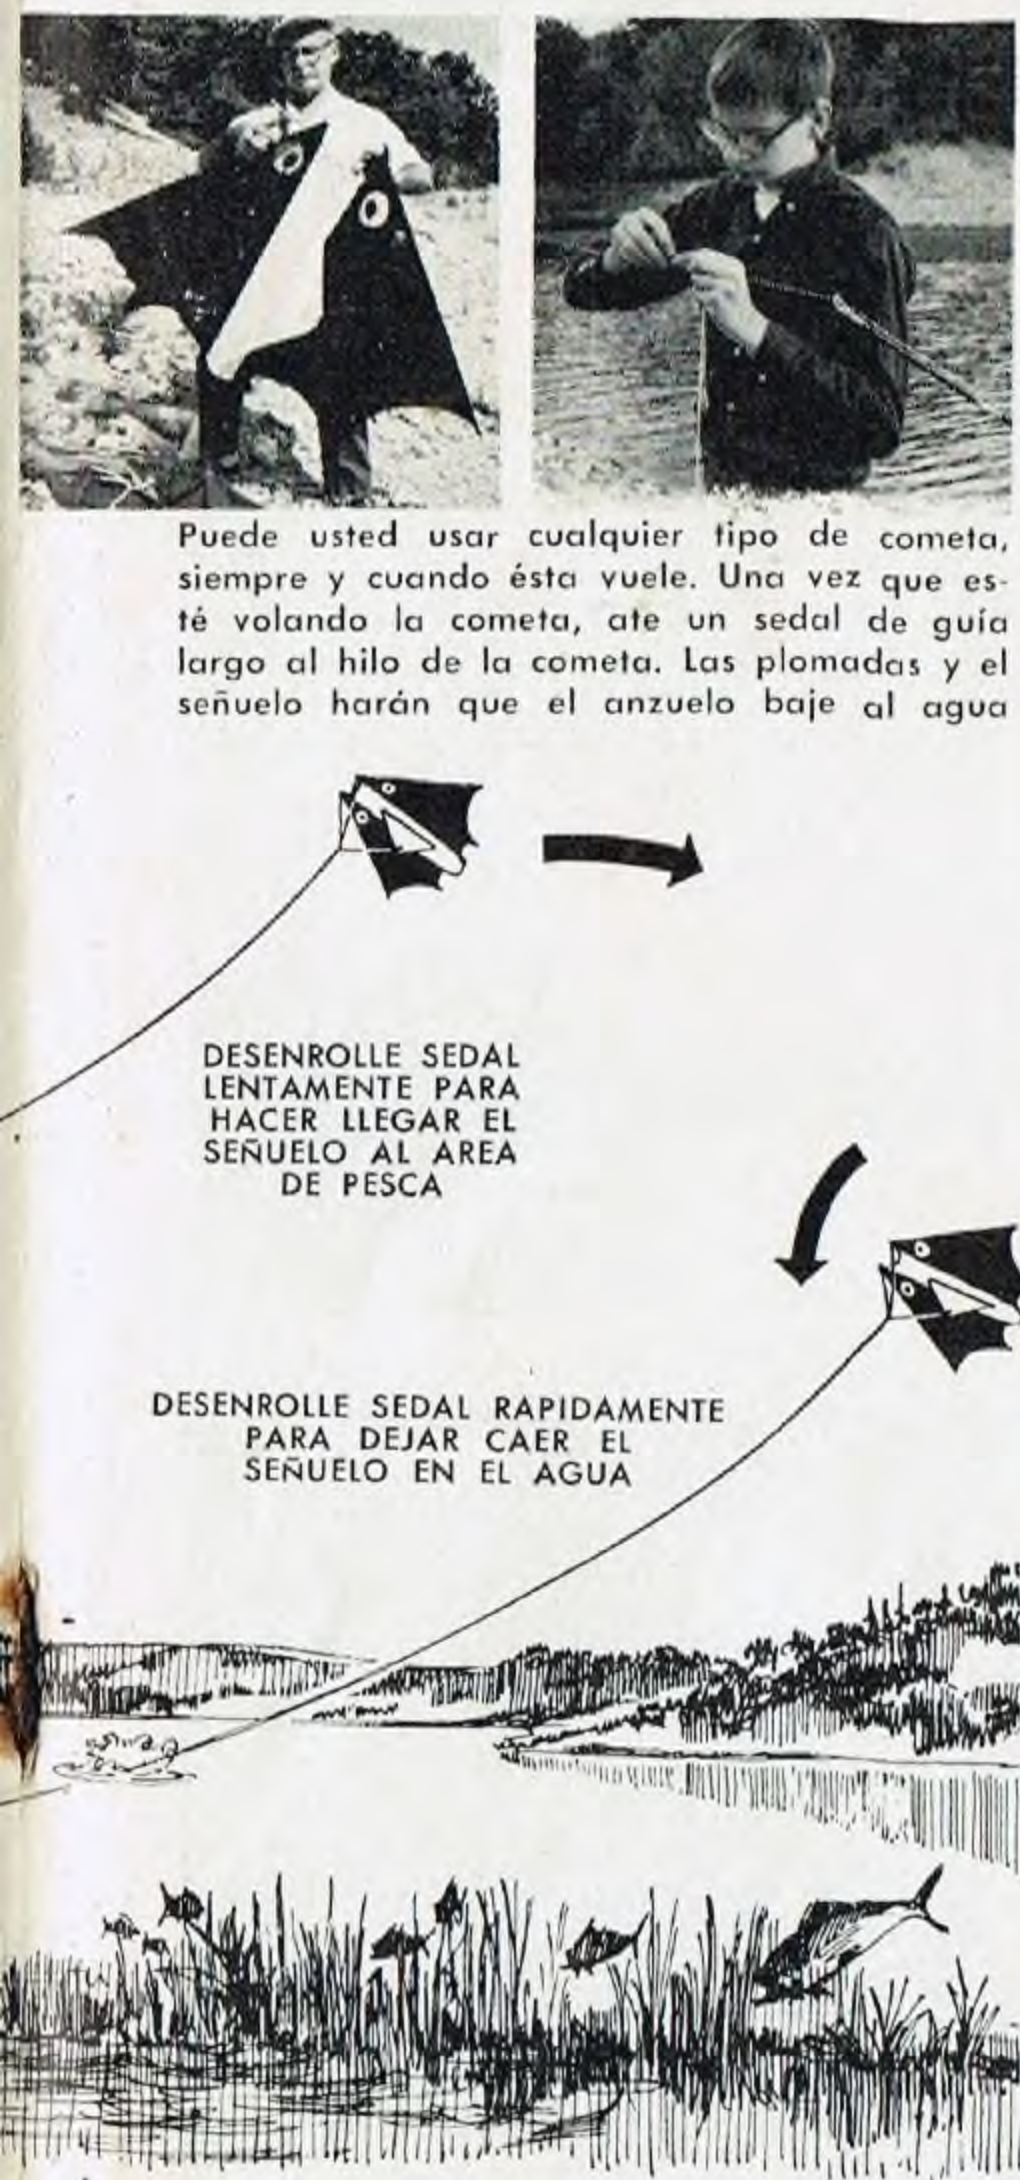 Puede usted usar cualquier tipo de cometa,
siempre y cuando ésta vuele. Una vez que es-
té volando la cometa, ate un sedal de guía
largo al hilo de la cometa. Las plomadas y el
señuelo harán que el anzuelo baje al agua
DESENROLLE SEDAL
LENTAMENTE PARA
HACER LLEGAR EL
SEÑUELO AL AREA
DE PESCA
DESENROLLE SEDAL RAPIDAMENTE
PARA DEJAR CAER EL
SEÑUELO EN EL AGUA